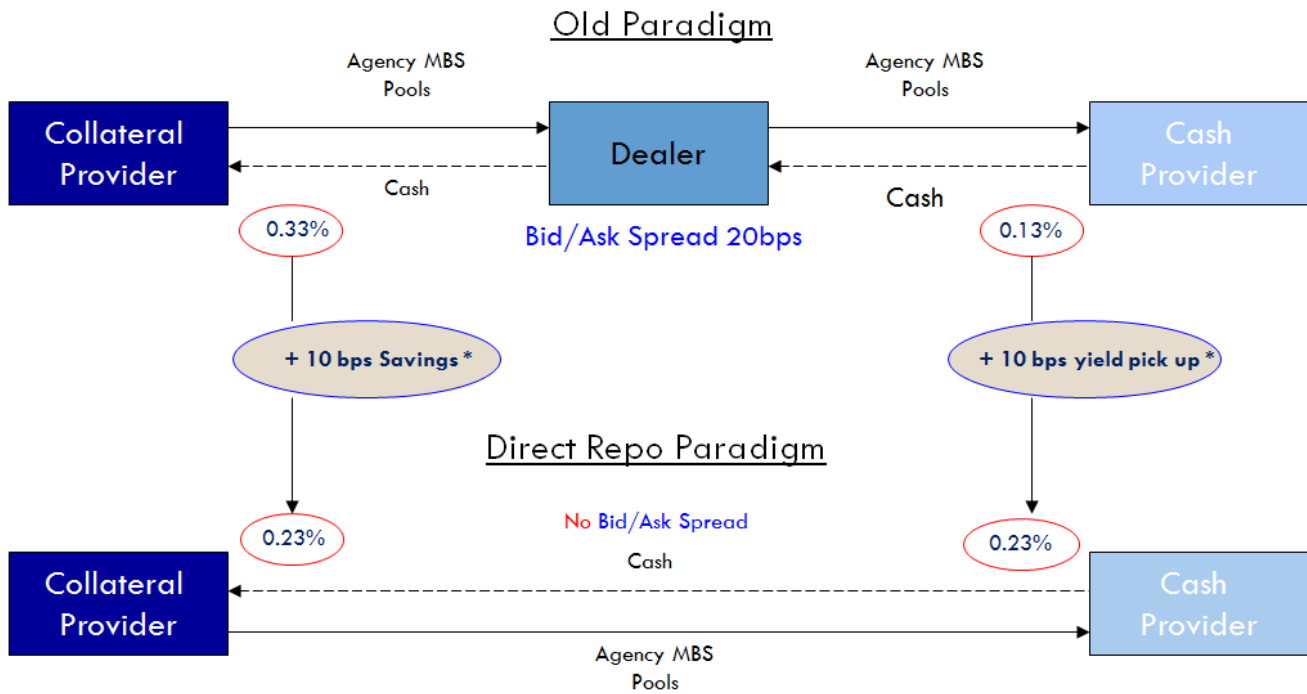 Old Paradigm
Agency MBS
Pools
Agency MBS
Pools
Collateral
Provider
Dealer
Cash
Provider
Cash
Cash
0.33%
Bid/Ask Spread 20bps
0.13%
+ 10 bps Savings *
+ 10 bps yield pick up *
Direct Repo Paradigm
0.23%
No Bid/Ask Spread
0.23%
Cash
Collateral
Provider
Cash
Provider
Agency MBS
Pools